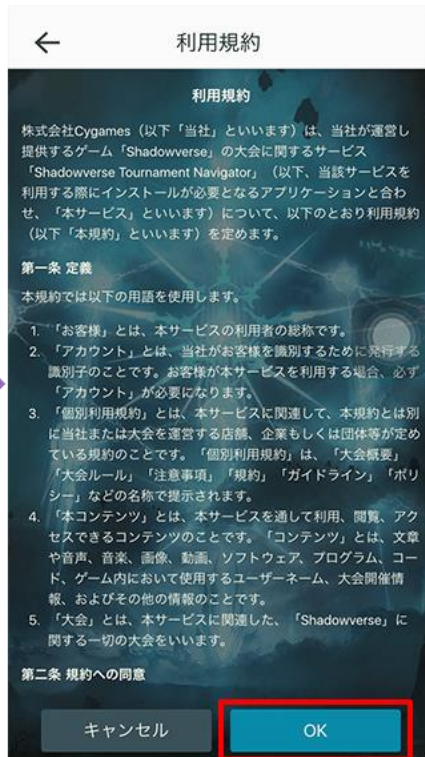 利用規約
利用規約
株式会社Cygames（以下「当社」といいます）は、当社が運営し
提供するゲーム「Shadowverse」の大会に関するサービス
「Shadowverse Tournament Navigator」（以下、当該サービスを
利用する際にインストールが必要となるアプリケーションと合わ
せ、「本サービス」といいます）について、以下のとおり利用規約
（以下「本規約」といいます）を定めます。
第一条 定義
本規約では以下の用語を使用します。
1. 「お客様」とは、本サービスの利用者の総称です。
2. 「アカウント」とは、当社がお客様を識別するために発行する
識別子のことです。お客様が本サービスを利用する場合、必ず
「アカウント」が必要になります。
3. 「個別利用規約」とは、本サービスに関連して、本規約とは別
に当社または大会を運営する店舗、企業もしくは団体等が定め
ている規約のことです。「個別利用規約」は、「大会概要」
「大会ルール」「注意事項」「規約」「ガイドライン」「ポリ
シー」などの名称で提示されます。
4. 「本コンテンツ」とは、本サービスを通して利用、閲覧、アク
セスできるコンテンツのことです。「コンテンツ」とは、文章
や音声、音楽、画像、動画、ソフトウェア、プログラム、コー
ド、ゲーム内において使用するユーザーネーム、大会開催情
報、およびその他の情報のことです。
5. 「大会」とは、本サービスに関連した、「Shadowverse」に
関する一切の大会をいいます。
第二条 規約への同意
キャンセル
OK